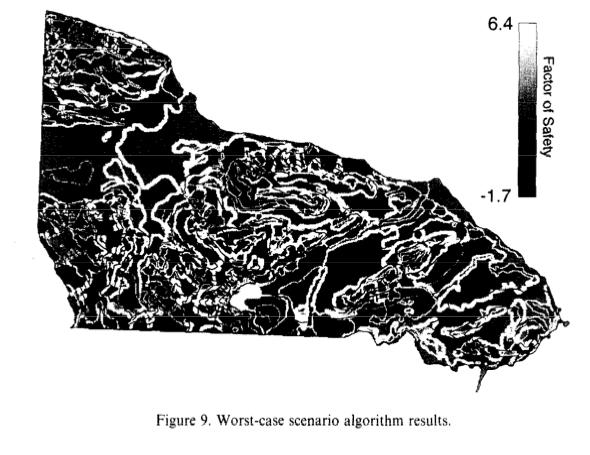 6.4
Factor of Safety
-1.7
Figure 9. Worst-case scenario algorithm results.